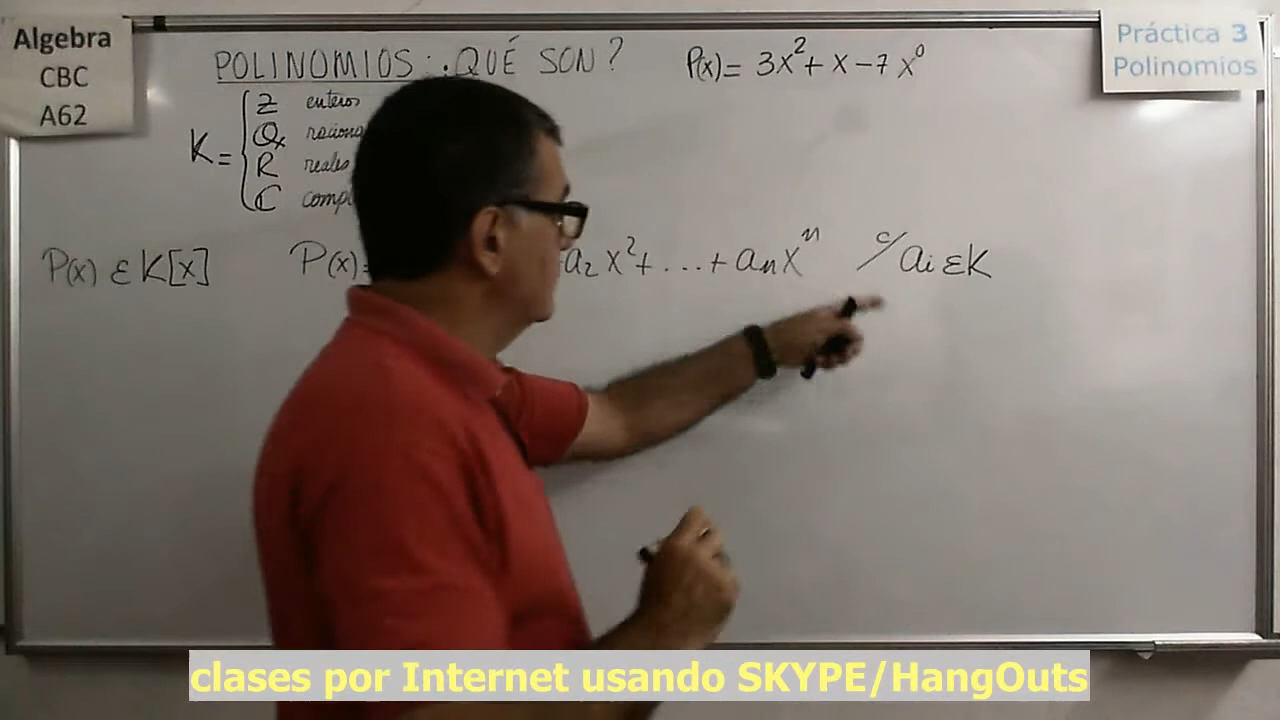 Algebra
CBC
A62
POLINOMIOS: ¿QUÉ SON?
P(x) = 3x² + x - 7x⁰
Práctica 3
Polinomios
K = { Z enteros
Q
R reales
C
P(x) ε K[x] P(x)= a₂x² + ... + aₙxⁿ c/ aᵢ ε K
clases por Internet usando SKYPE/HangOuts